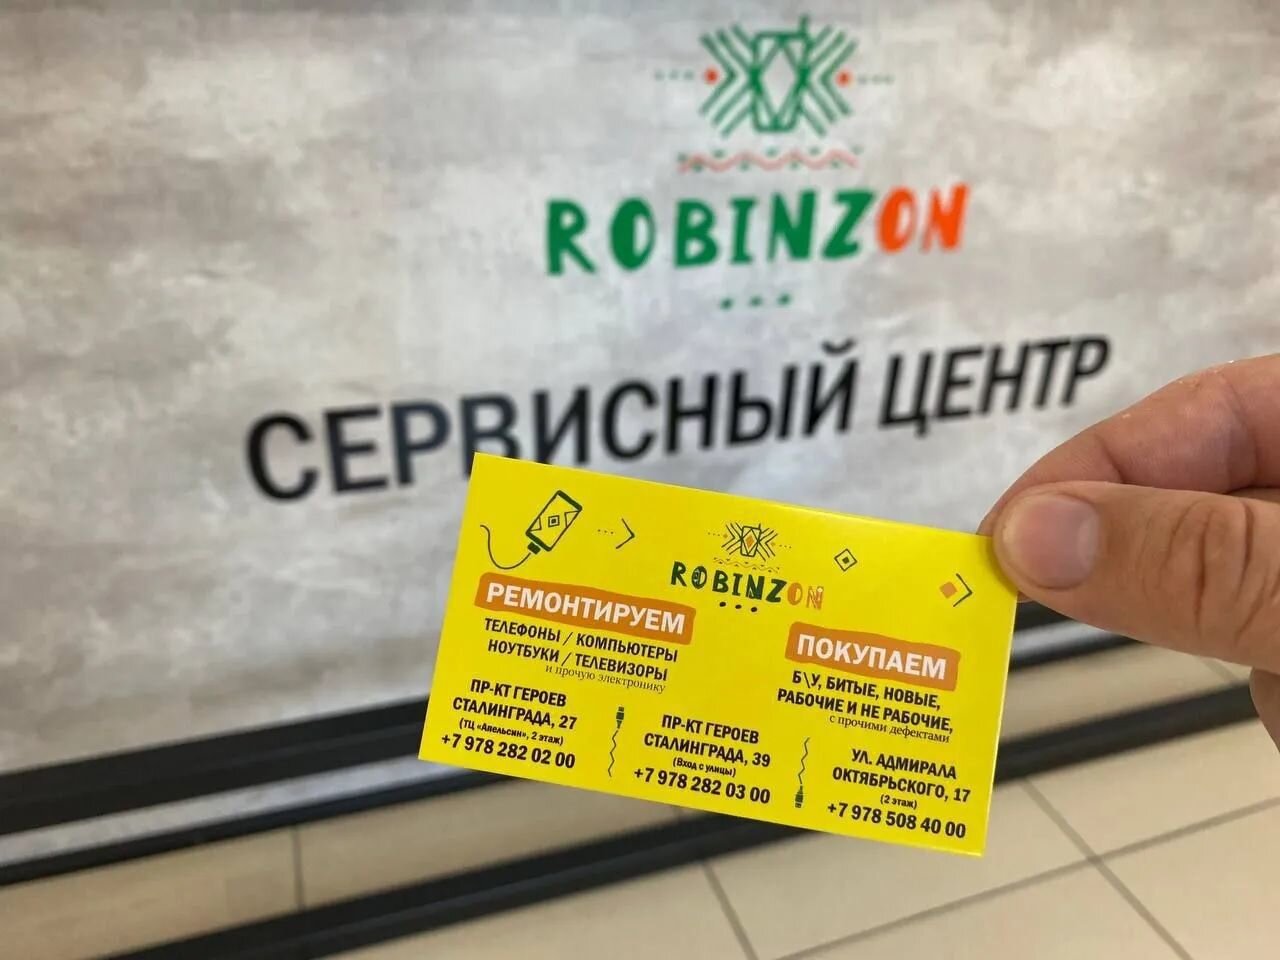 ROBINZON
СЕРВИСНЫЙ ЦЕНТР
ROBINZON
РЕМОНТИРУЕМ
ТЕЛЕФОНЫ / КОМПЬЮТЕРЫ
НОУТБУКИ / ТЕЛЕВИЗОРЫ
и прочую электронику
ПОКУПАЕМ
Б\У, БИТЫЕ, НОВЫЕ,
РАБОЧИЕ И НЕ РАБОЧИЕ,
с прочими дефектами
ПР-КТ ГЕРОЕВ
СТАЛИНГРАДА, 27
(ТЦ «Апельсин», 2 этаж)
+7 978 282 02 00
ПР-КТ ГЕРОЕВ
СТАЛИНГРАДА, 39
(Вход с улицы)
+7 978 282 03 00
УЛ. АДМИРАЛА
ОКТЯБРЬСКОГО, 17
(2 этаж)
+7 978 508 40 00